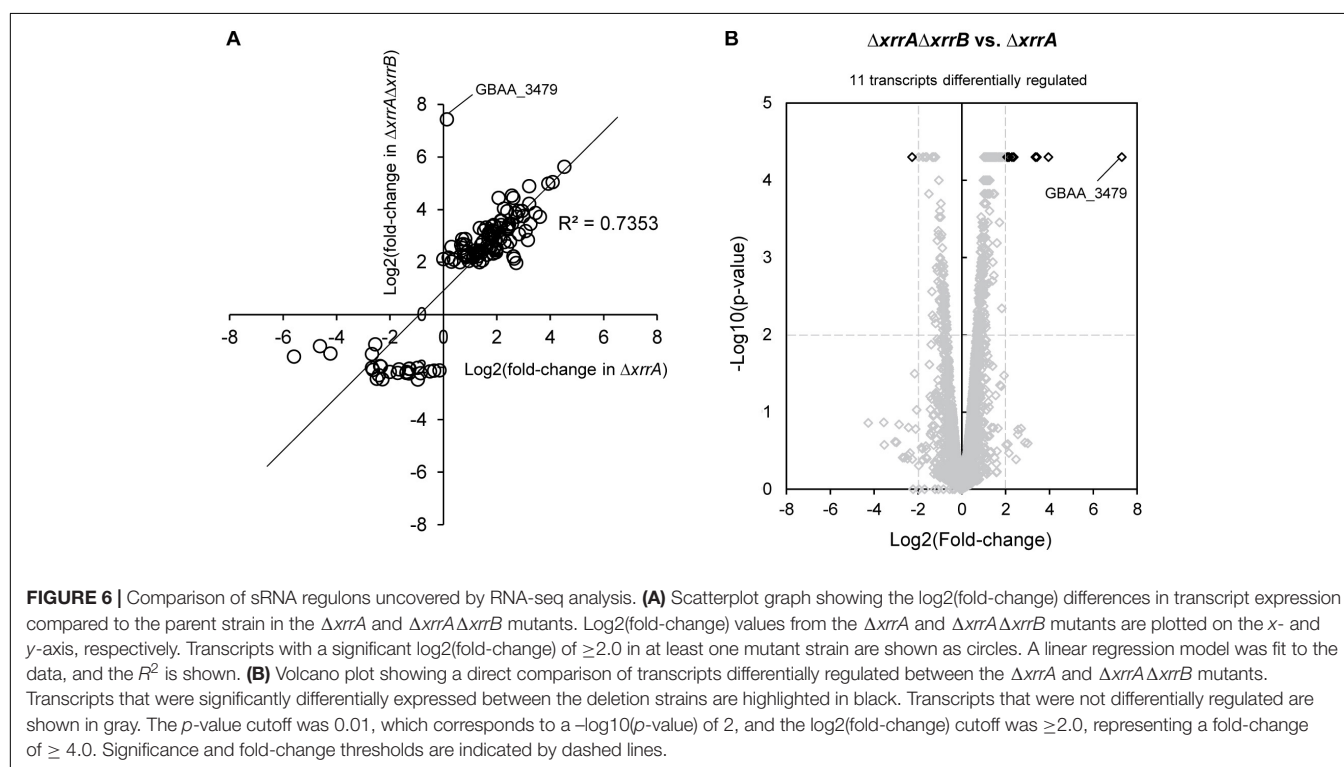 A
Log2(fold-change in ΔxrrAΔxrrB)
GBAA_3479
8
6
4
2
0
-8 -6 -4 -2 0 2 4 6 8
Log2(fold-change in ΔxrrA)
R² = 0.7353
-2
-4
-6
-8
B
ΔxrrAΔxrrB vs. ΔxrrA
11 transcripts differentially regulated
5
4
3
2
1
0
-Log10(p-value)
GBAA_3479
-8 -6 -4 -2 0 2 4 6 8
Log2(Fold-change)
FIGURE 6 | Comparison of sRNA regulons uncovered by RNA-seq analysis. (A) Scatterplot graph showing the log2(fold-change) differences in transcript expression
compared to the parent strain in the ΔxrrA and ΔxrrAΔxrrB mutants. Log2(fold-change) values from the ΔxrrA and ΔxrrAΔxrrB mutants are plotted on the x- and
y-axis, respectively. Transcripts with a significant log2(fold-change) of ≥2.0 in at least one mutant strain are shown as circles. A linear regression model was fit to the
data, and the R² is shown. (B) Volcano plot showing a direct comparison of transcripts differentially regulated between the ΔxrrA and ΔxrrAΔxrrB mutants.
Transcripts that were significantly differentially expressed between the deletion strains are highlighted in black. Transcripts that were not differentially regulated are
shown in gray. The p-value cutoff was 0.01, which corresponds to a –log10(p-value) of 2, and the log2(fold-change) cutoff was ≥2.0, representing a fold-change
of ≥ 4.0. Significance and fold-change thresholds are indicated by dashed lines.